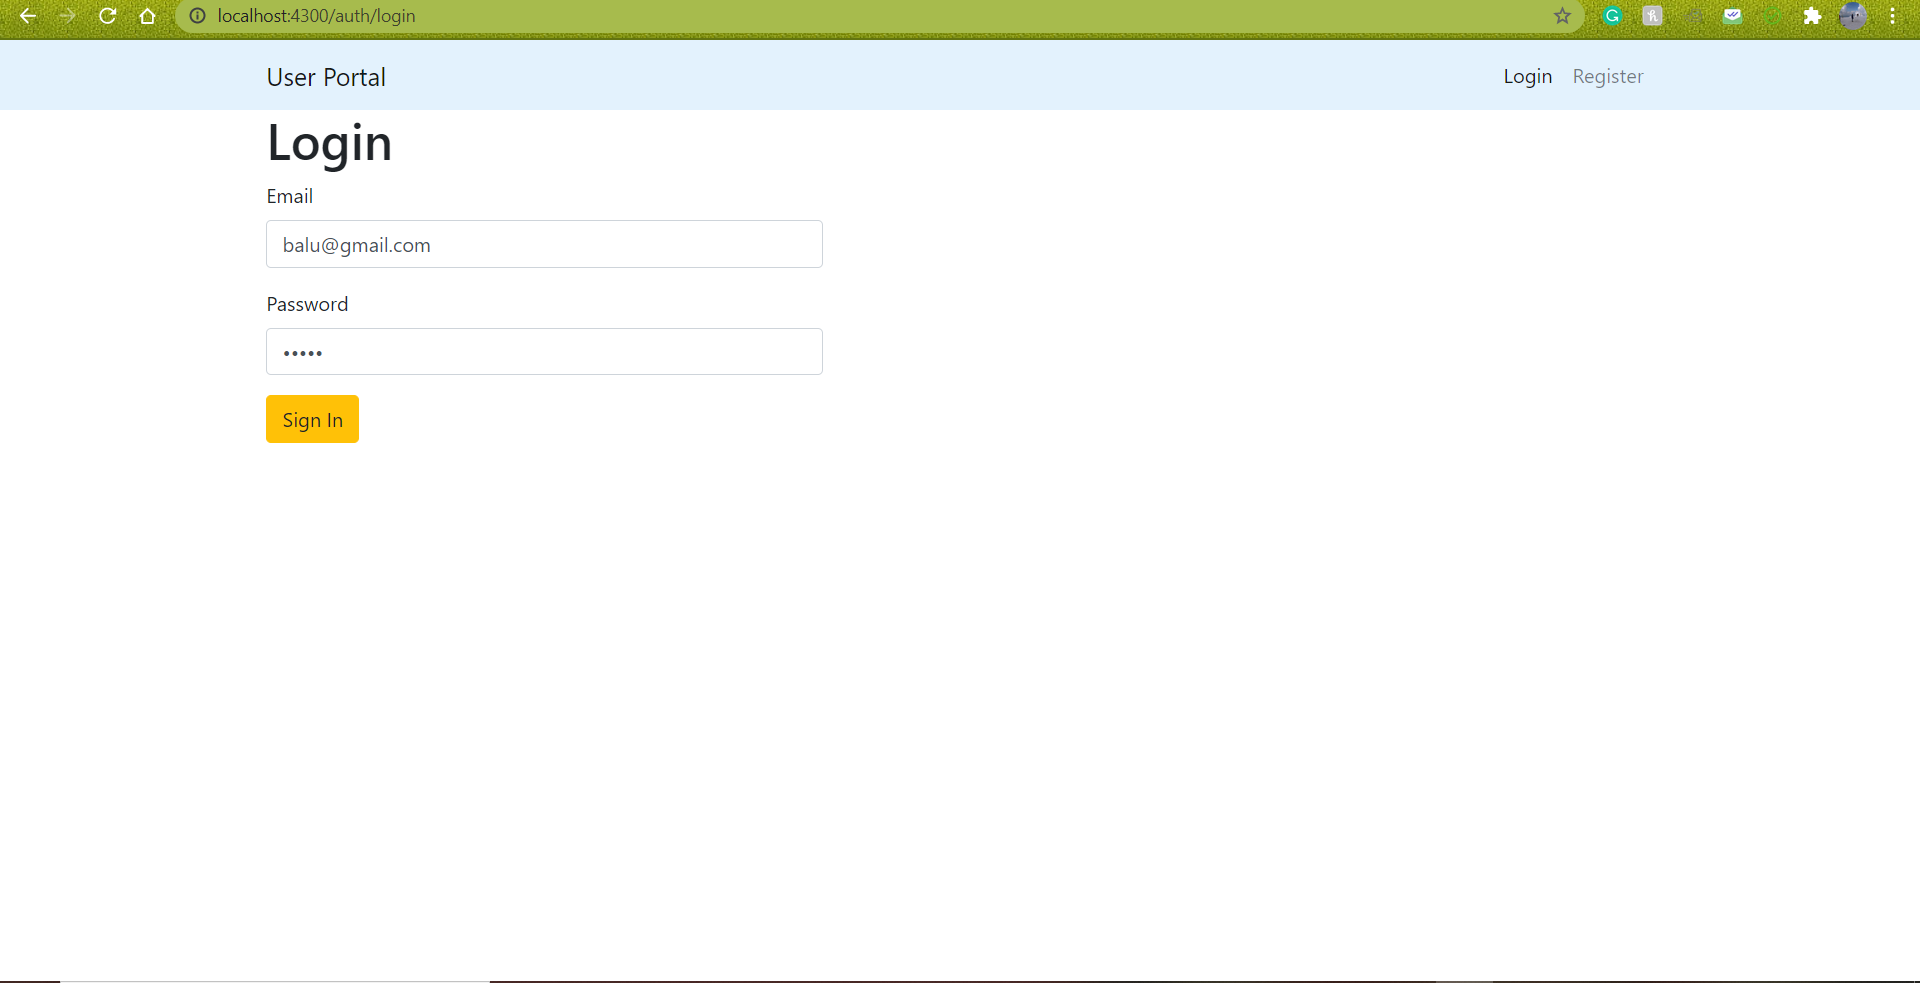 localhost:4300/auth/login
User Portal
Login Register
Login
Email
balu@gmail.com
Password
•••••
Sign In